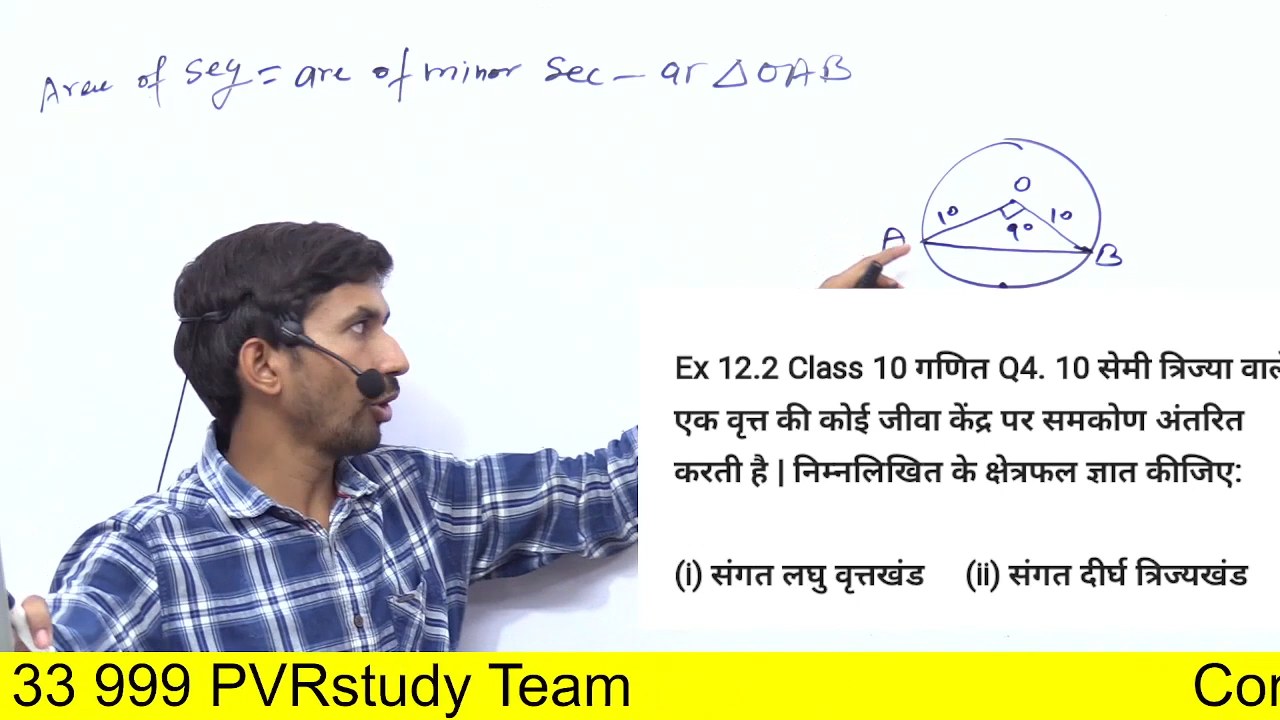 Area of Seg = are of minor Sec - ar △OAB
O
10
10
90
A
B
Ex 12.2 Class 10 गणित Q4. 10 सेमी त्रिज्या वाले
एक वृत्त की कोई जीवा केंद्र पर समकोण अंतरित
करती है | निम्नलिखित के क्षेत्रफल ज्ञात कीजिए:
(i) संगत लघु वृत्तखंड (ii) संगत दीर्घ त्रिज्यखंड
33 999 PVRstudy Team